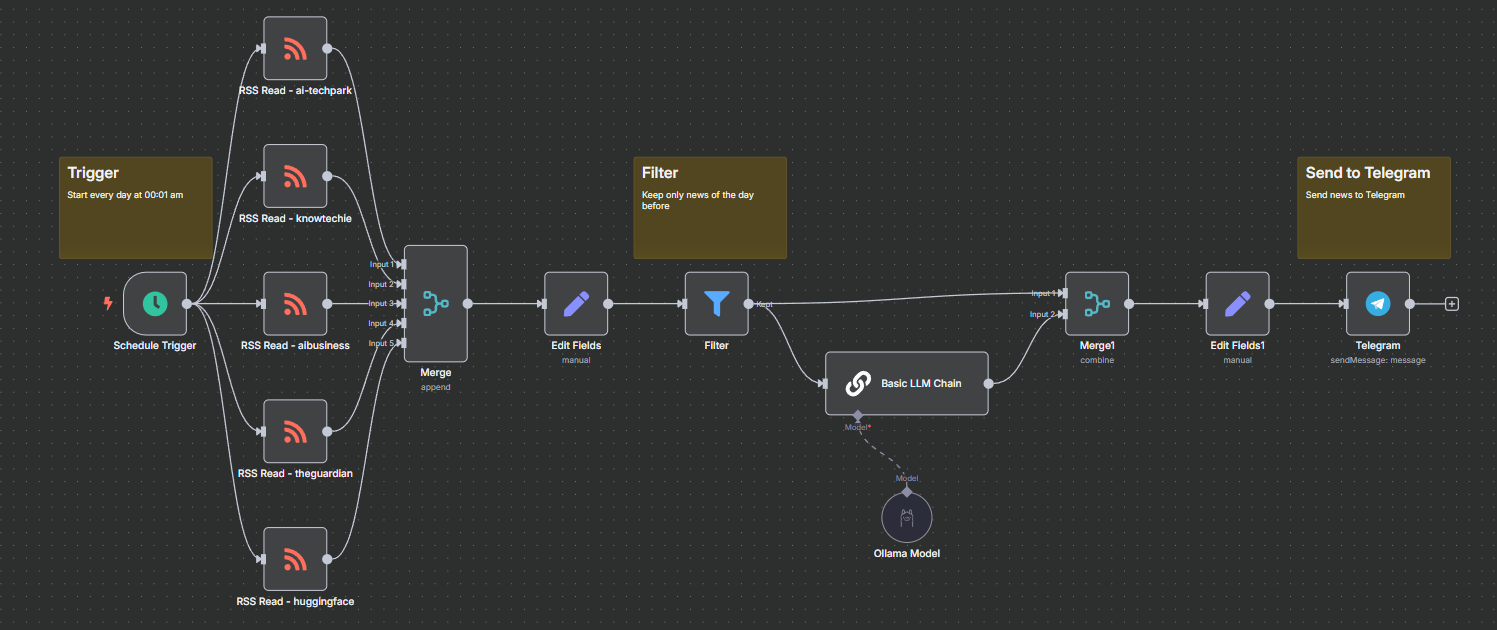 RSS Read - ai-techpark
Trigger
Start every day at 00:01 am
RSS Read - knowtechie
Filter
Keep only news of the day
before
Send to Telegram
Send news to Telegram
Input 1
Input 2
Input 3
Input 4
Input 5
Schedule Trigger
RSS Read - aibusiness
Merge
append
Edit Fields
manual
Kept
Filter
Input 1
Input 2
Merge1
combine
Edit Fields1
manual
Telegram
sendMessage: message
Basic LLM Chain
Model*
Model
Ollama Model
RSS Read - theguardian
RSS Read - huggingface